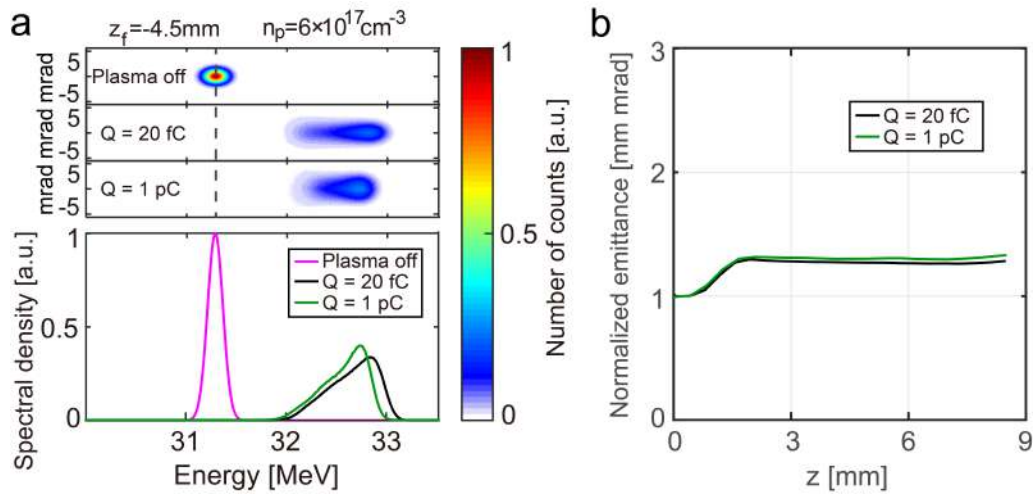 a
z_f=-4.5mm
n_p=6×10^17cm^-3
mrad mrad mrad
5
-5
Plasma off
5
-5
Q = 20 fC
5
-5
Q = 1 pC
Spectral density [a.u.]
1
0.5
0
Plasma off
Q = 20 fC
Q = 1 pC
31
32
33
Energy [MeV]
1
0.5
0
Number of counts [a.u.]
b
Normalized emittance [mm mrad]
3
2
1
0
Q = 20 fC
Q = 1 pC
0
3
6
9
z [mm]